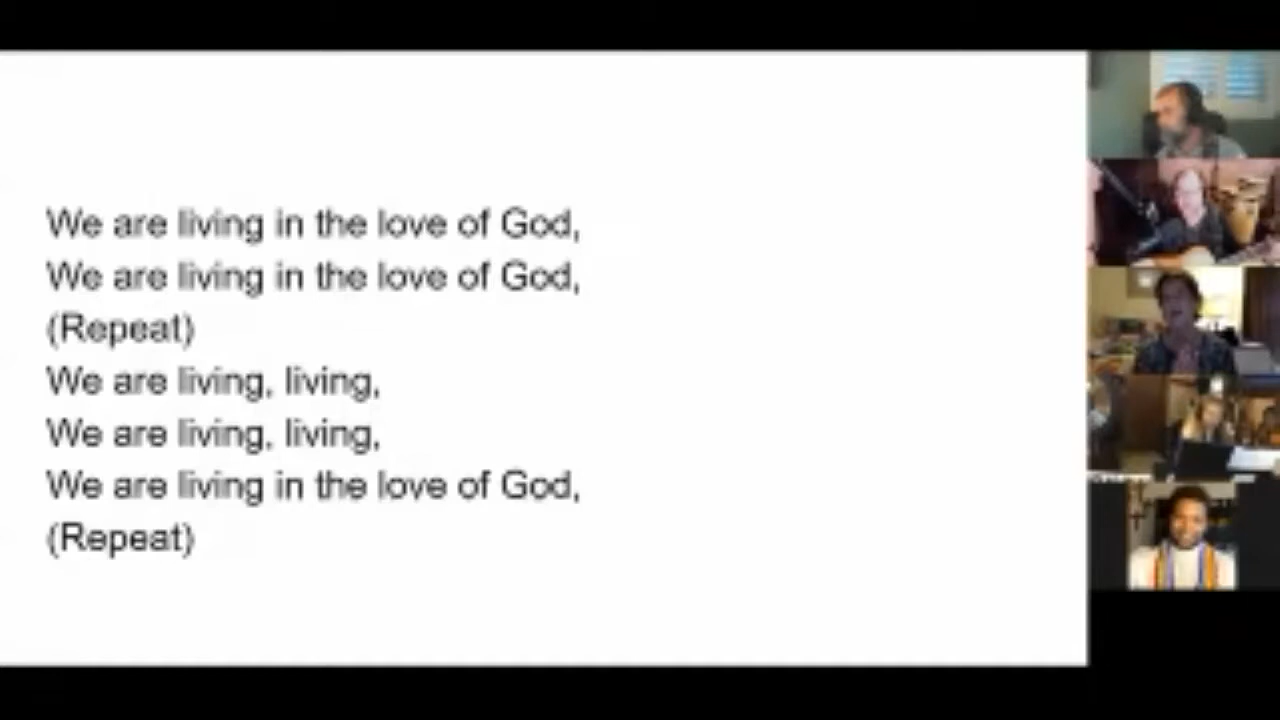 We are living in the love of God,
We are living in the love of God,
(Repeat)
We are living, living,
We are living, living,
We are living in the love of God,
(Repeat)